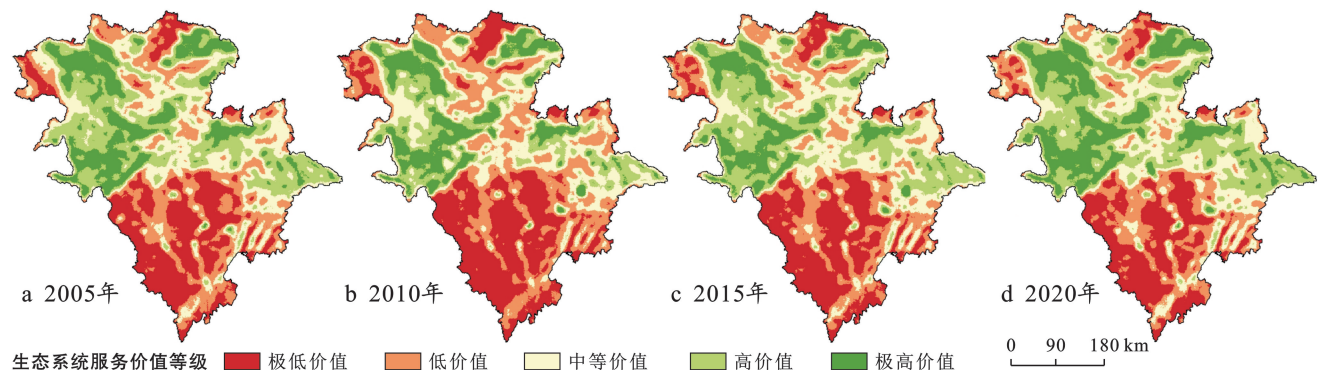 a 2005年
b 2010年
c 2015年
d 2020年
生态系统服务价值等级 极低价值 低价值 中等价值 高价值 极高价值
0 90 180 km